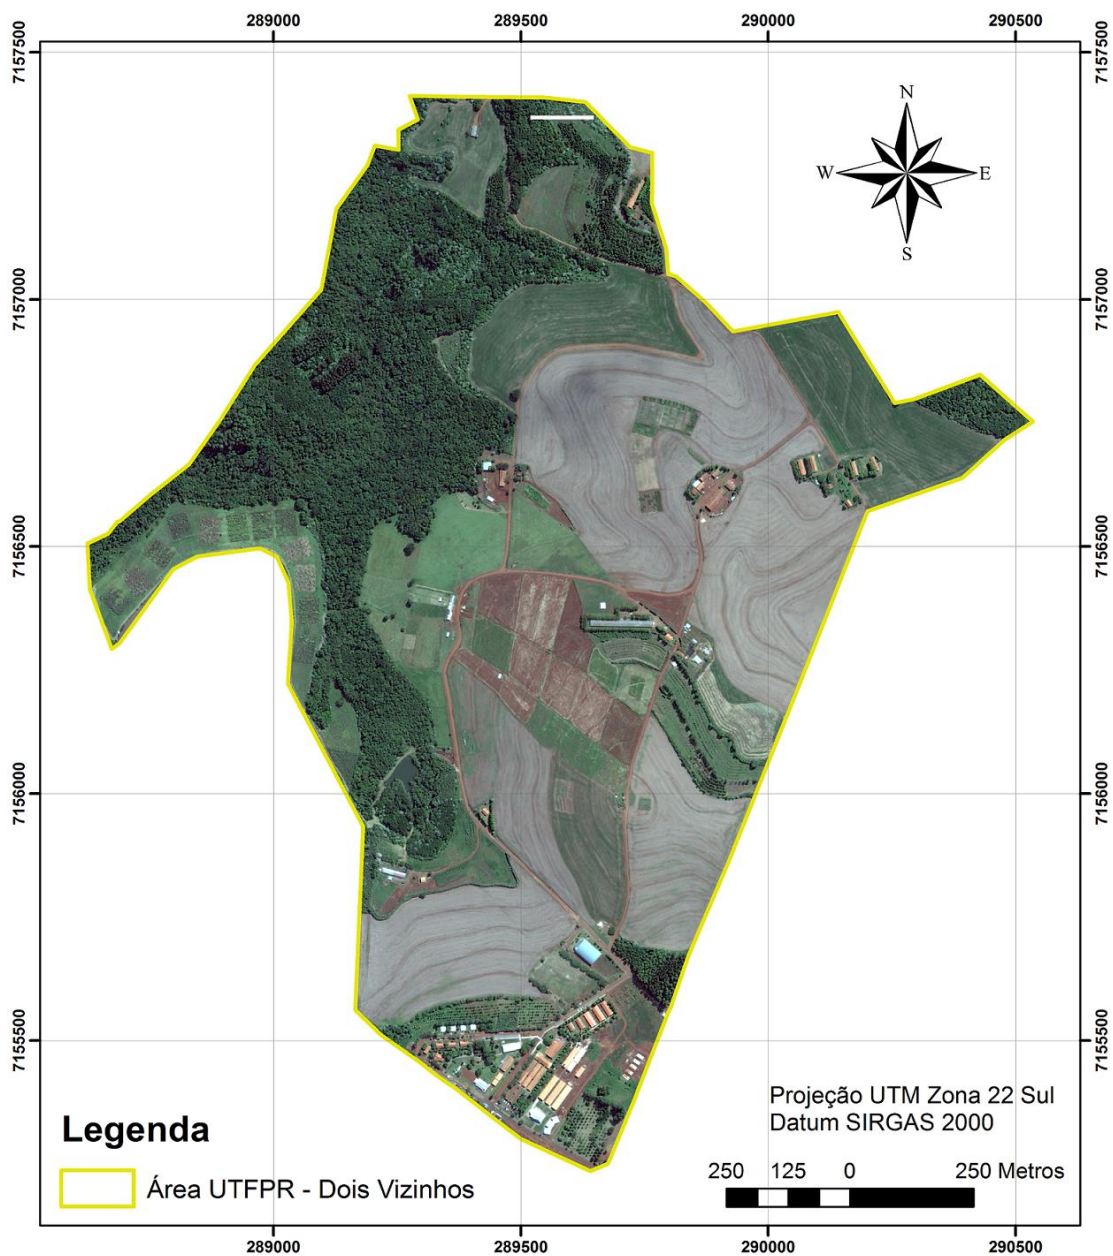 289000 289500 290000 290500
7157500 7157500
N
W E
S
7157000 7157000
7156500 7156500
7156000 7156000
7155500 7155500
Projeção UTM Zona 22 Sul
Datum SIRGAS 2000
Legenda
Área UTFPR - Dois Vizinhos
250 125 0 250 Metros
289000 289500 290000 290500